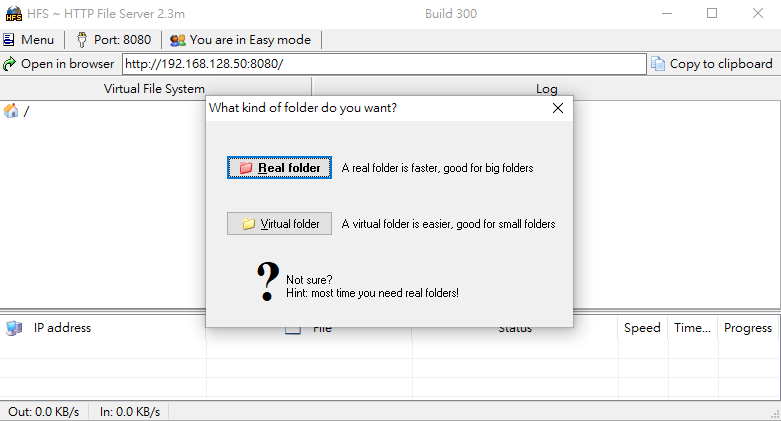 HFS ~ HTTP File Server 2.3m Build 300
Menu Port: 8080 You are in Easy mode
Open in browser http://192.168.128.50:8080/ Copy to clipboard
Virtual File System Log
/
What kind of folder do you want?
Real folder A real folder is faster, good for big folders
Virtual folder A virtual folder is easier, good for small folders
? Not sure?
Hint: most time you need real folders!
IP address File Status Speed Time... Progress
Out: 0.0 KB/s In: 0.0 KB/s